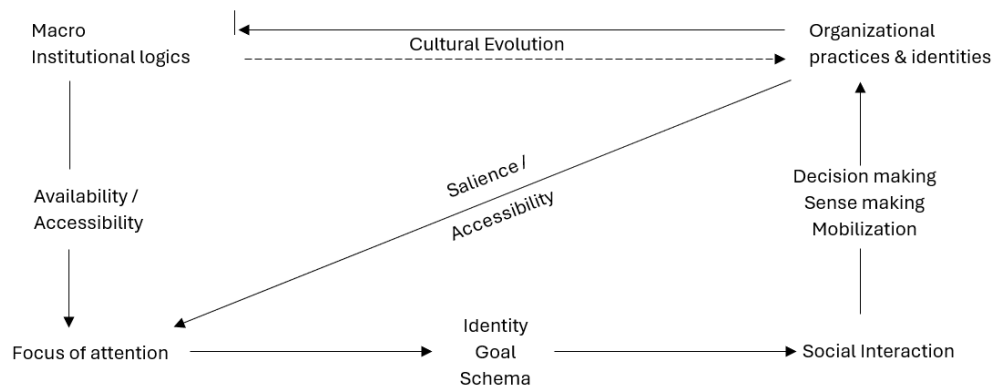 Macro
Institutional logics
Cultural Evolution
Organizational
practices & identities
Availability /
Accessibility
Salience /
Accessibility
Decision making
Sense making
Mobilization
Focus of attention
Identity
Goal
Schema
Social Interaction